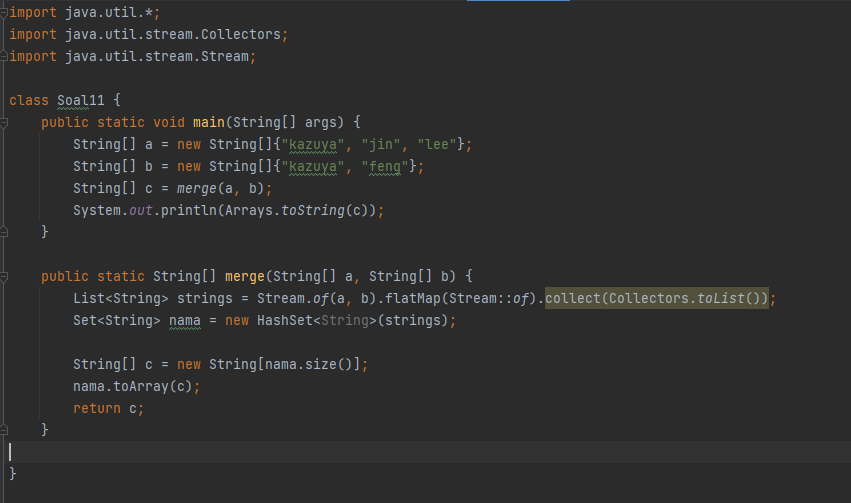 import java.util.*;
import java.util.stream.Collectors;
import java.util.stream.Stream;
class Soal11 {
public static void main(String[] args) {
String[] a = new String[]{"kazuya", "jin", "lee"};
String[] b = new String[]{"kazuya", "feng"};
String[] c = merge(a, b);
System.out.println(Arrays.toString(c));
}
public static String[] merge(String[] a, String[] b) {
List<String> strings = Stream.of(a, b).flatMap(Stream::of).collect(Collectors.toList());
Set<String> nama = new HashSet<String>(strings);
String[] c = new String[nama.size()];
nama.toArray(c);
return c;
}
}